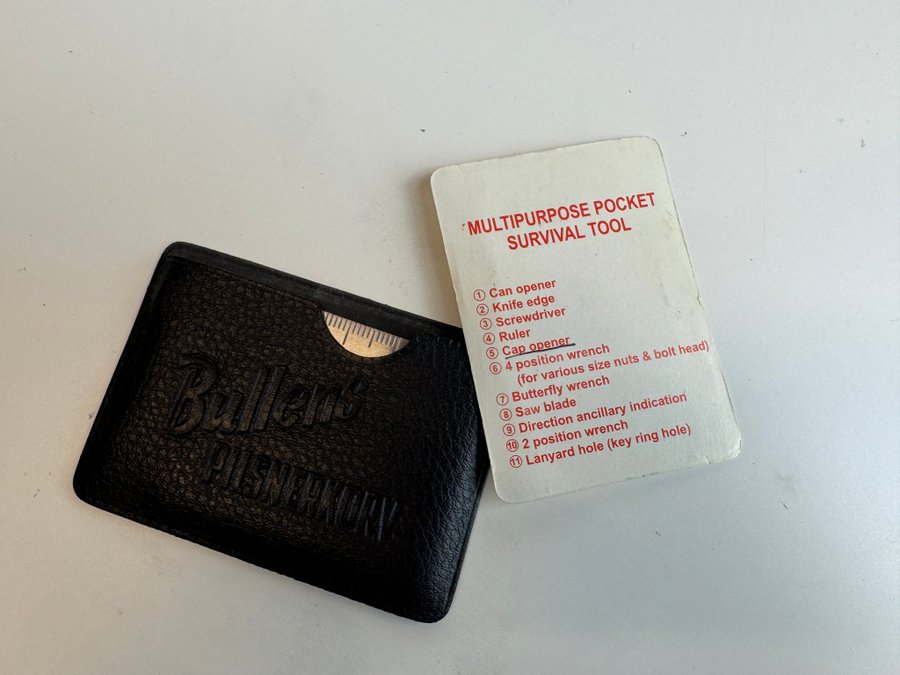 Bullens
PILSNERKORV
MULTIPURPOSE POCKET
SURVIVAL TOOL
① Can opener
② Knife edge
③ Screwdriver
④ Ruler
⑤ Cap opener
⑥ 4 position wrench
(for various size nuts & bolt head)
⑦ Butterfly wrench
⑧ Saw blade
⑨ Direction ancillary indication
⑩ 2 position wrench
⑪ Lanyard hole (key ring hole)